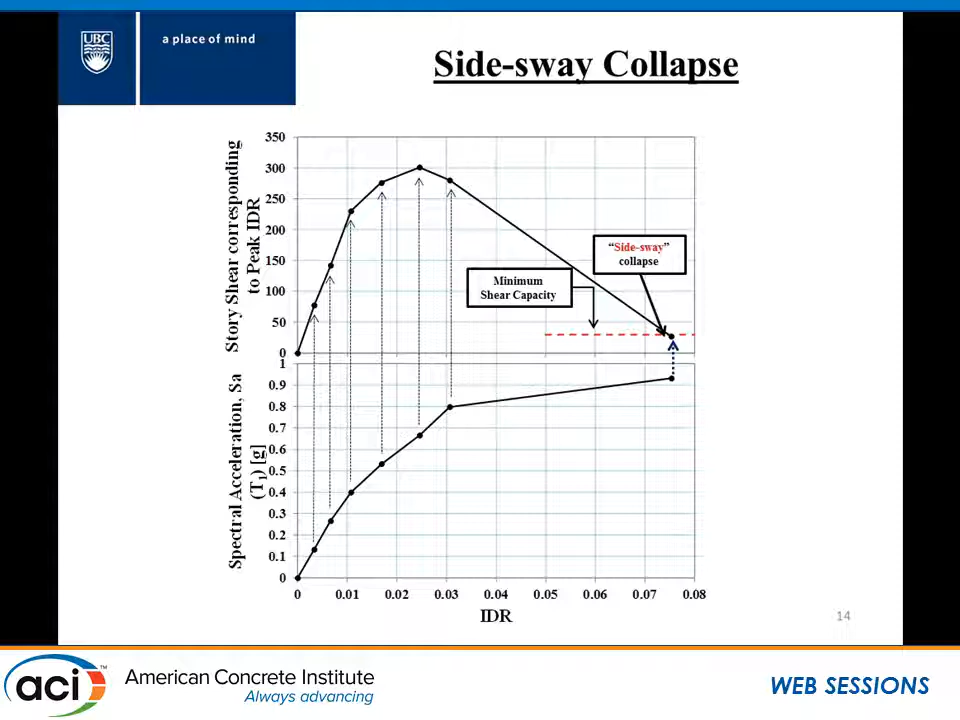 UBC
a place of mind
Side-sway Collapse
Story Shear corresponding
to Peak IDR
350
300
250
200
150
100
50
0
"Side-sway"
collapse
Minimum
Shear Capacity
Spectral Acceleration, Sa
(T1) [g]
1
0.9
0.8
0.7
0.6
0.5
0.4
0.3
0.2
0.1
0
0 0.01 0.02 0.03 0.04 0.05 0.06 0.07 0.08
IDR
14
aci™
American Concrete Institute
Always advancing
WEB SESSIONS